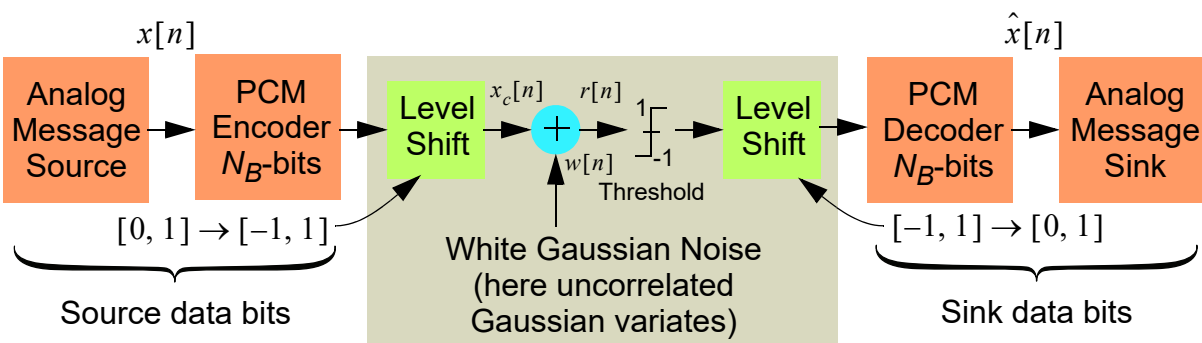 x[n]
x̂[n]
Analog
Message
Source
PCM
Encoder
N_B-bits
Level
Shift
x_c[n]
+
r[n]
w[n]
1
-1
Threshold
Level
Shift
PCM
Decoder
N_B-bits
Analog
Message
Sink
[0, 1] → [–1, 1]
[–1, 1] → [0, 1]
White Gaussian Noise
(here uncorrelated
Gaussian variates)
Source data bits
Sink data bits